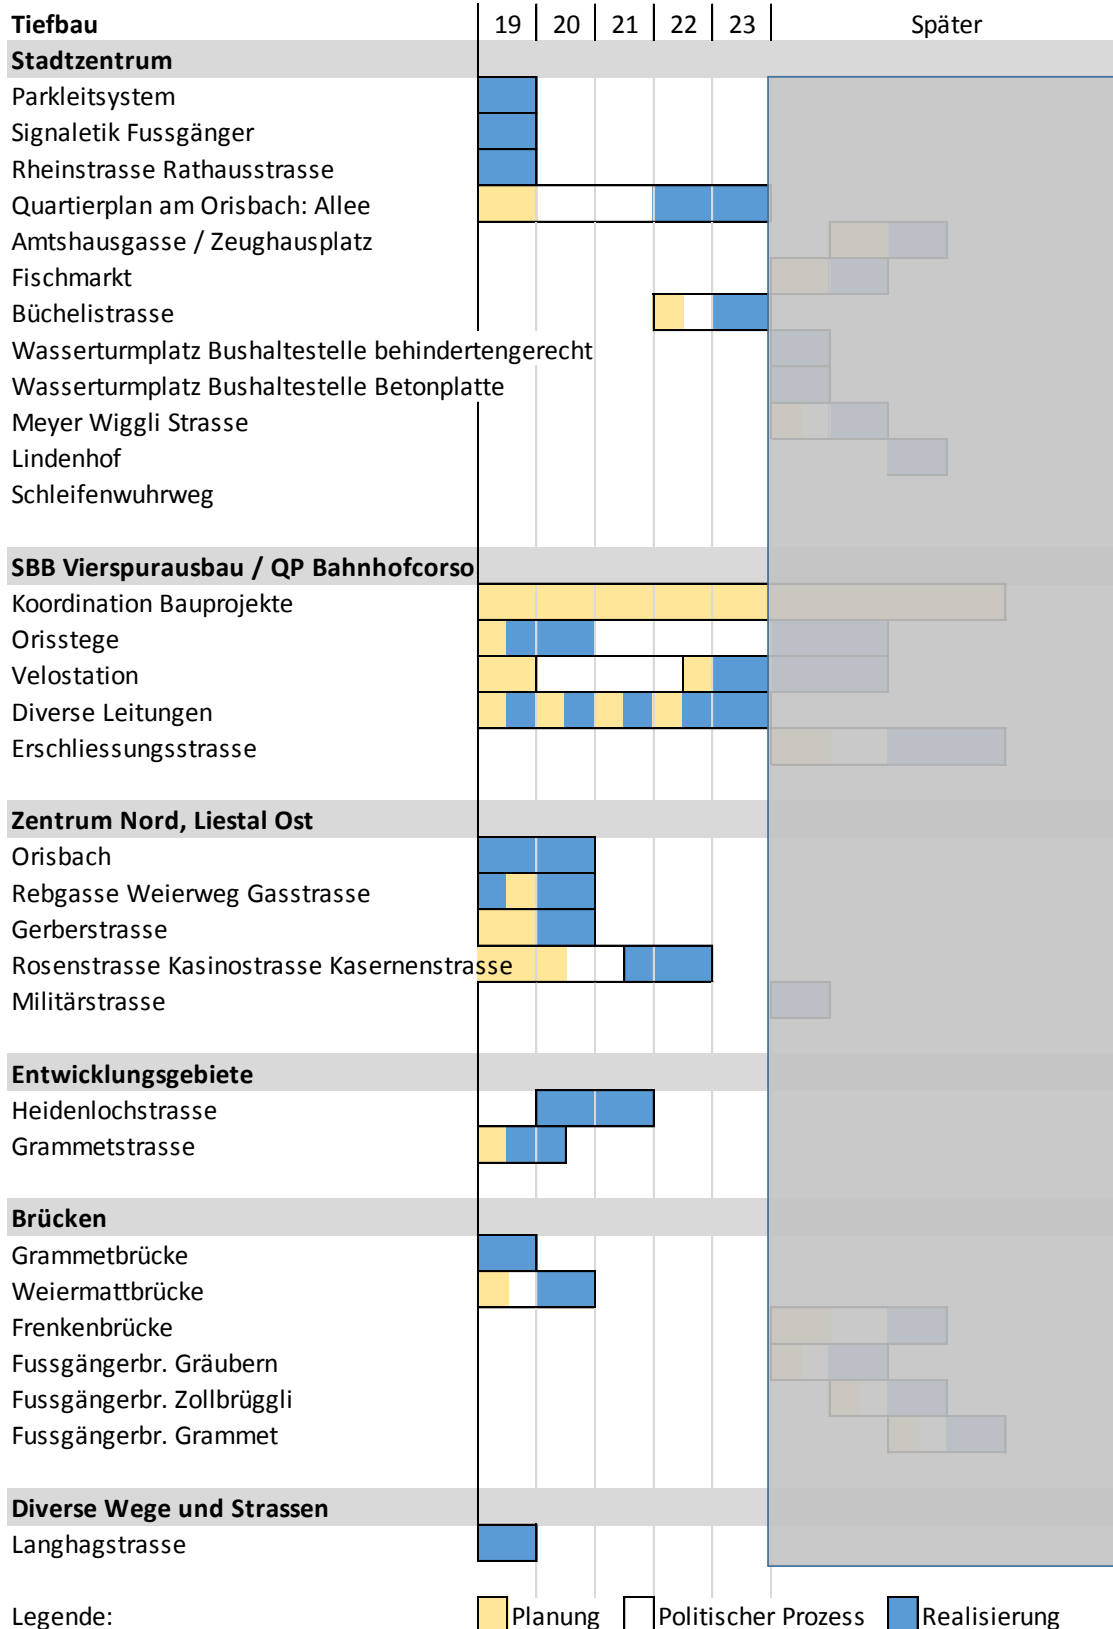 Tiefbau 19 20 21 22 23 Später
Stadtzentrum
Parkleitsystem
Signaletik Fussgänger
Rheinstrasse Rathausstrasse
Quartierplan am Orisbach: Allee
Amtshausgasse / Zeughausplatz
Fischmarkt
Büchelistrasse
Wasserturmplatz Bushaltestelle behindertengerecht
Wasserturmplatz Bushaltestelle Betonplatte
Meyer Wiggli Strasse
Lindenhof
Schleifenwuhrweg
SBB Vierspurausbau / QP Bahnhofcorso
Koordination Bauprojekte
Orisstege
Velostation
Diverse Leitungen
Erschliessungsstrasse
Zentrum Nord, Liestal Ost
Orisbach
Rebgasse Weierweg Gasstrasse
Gerberstrasse
Rosenstrasse Kasinostrasse Kasernenstrasse
Militärstrasse
Entwicklungsgebiete
Heidenlochstrasse
Grammetstrasse
Brücken
Grammetbrücke
Weiermattbrücke
Frenkenbrücke
Fussgängerbr. Gräubern
Fussgängerbr. Zollbrüggli
Fussgängerbr. Grammet
Diverse Wege und Strassen
Langhagstrasse
Legende: Planung Politischer Prozess Realisierung